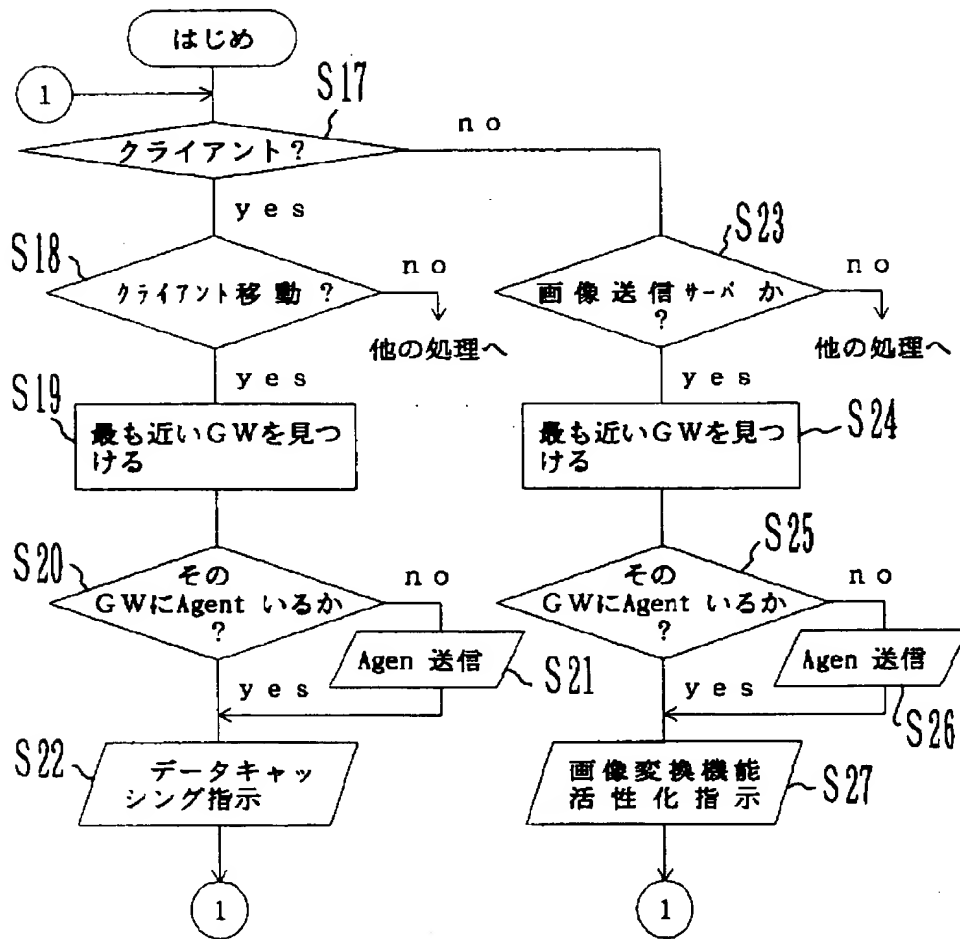 はじめ
1
S17
クライアント?
no
yes
S18
クライアント移動?
no
他の処理へ
yes
S19
最も近いGWを見つ
ける
S20
その
GWにAgent いるか
?
no
Agen 送信
S21
yes
S22
データキャッ
シング指示
1
S23
画像送信サーバか
?
no
他の処理へ
yes
S24
最も近いGWを見つ
ける
S25
その
GWにAgent いるか
?
no
Agen 送信
S26
yes
画像変換機能
活性化指示
S27
1